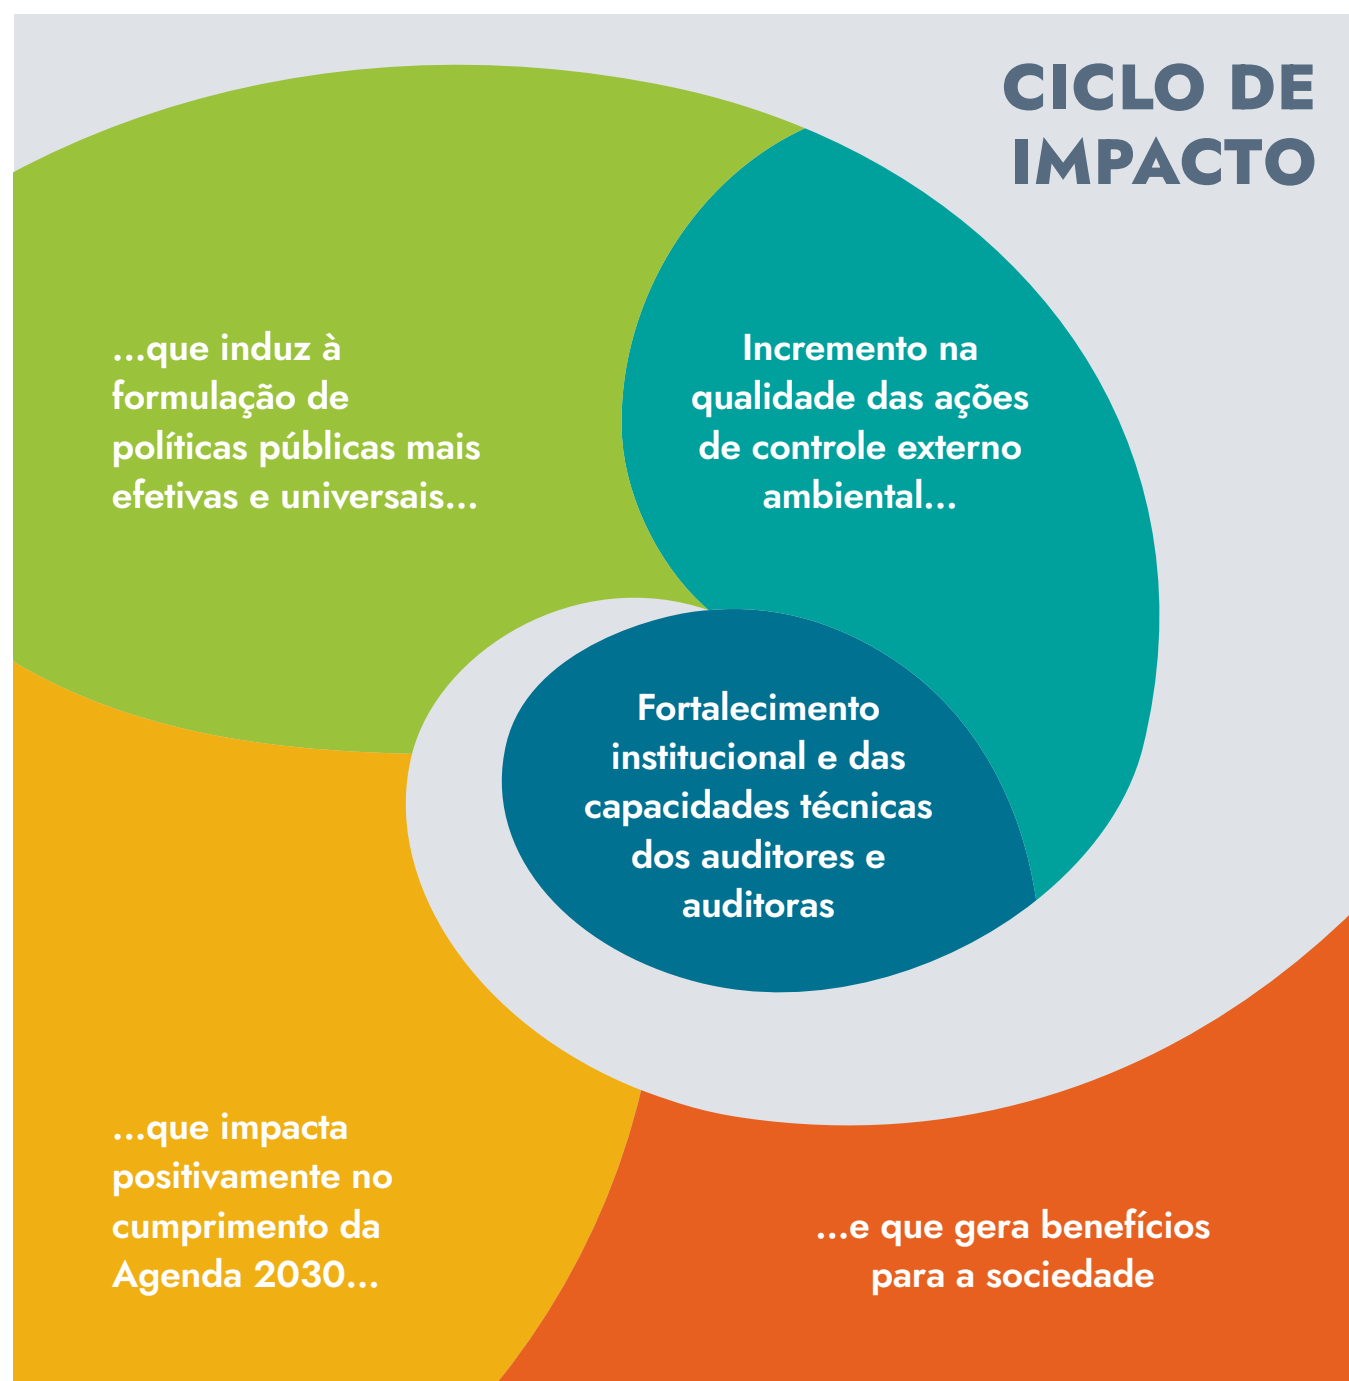 CICLO DE
IMPACTO
Fortalecimento
institucional e das
capacidades técnicas
dos auditores e
auditoras
Incremento na
qualidade das ações
de controle externo
ambiental...
...que induz à
formulação de
políticas públicas mais
efetivas e universais...
...que impacta
positivamente no
cumprimento da
Agenda 2030...
...e que gera benefícios
para a sociedade